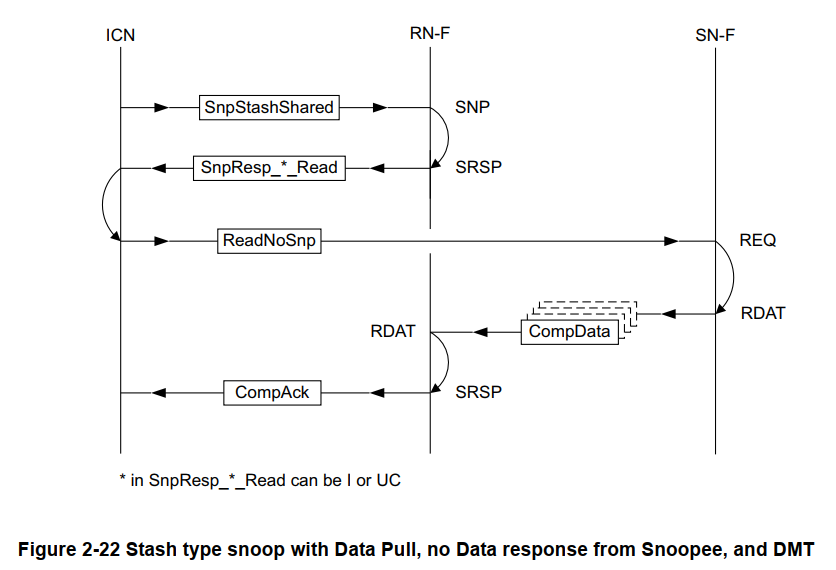 ICN RN-F SN-F
SnpStashShared SNP
SnpResp_*_Read SRSP
ReadNoSnp REQ
RDAT
RDAT CompData
CompAck SRSP
* in SnpResp_*_Read can be I or UC
Figure 2-22 Stash type snoop with Data Pull, no Data response from Snoopee, and DMT